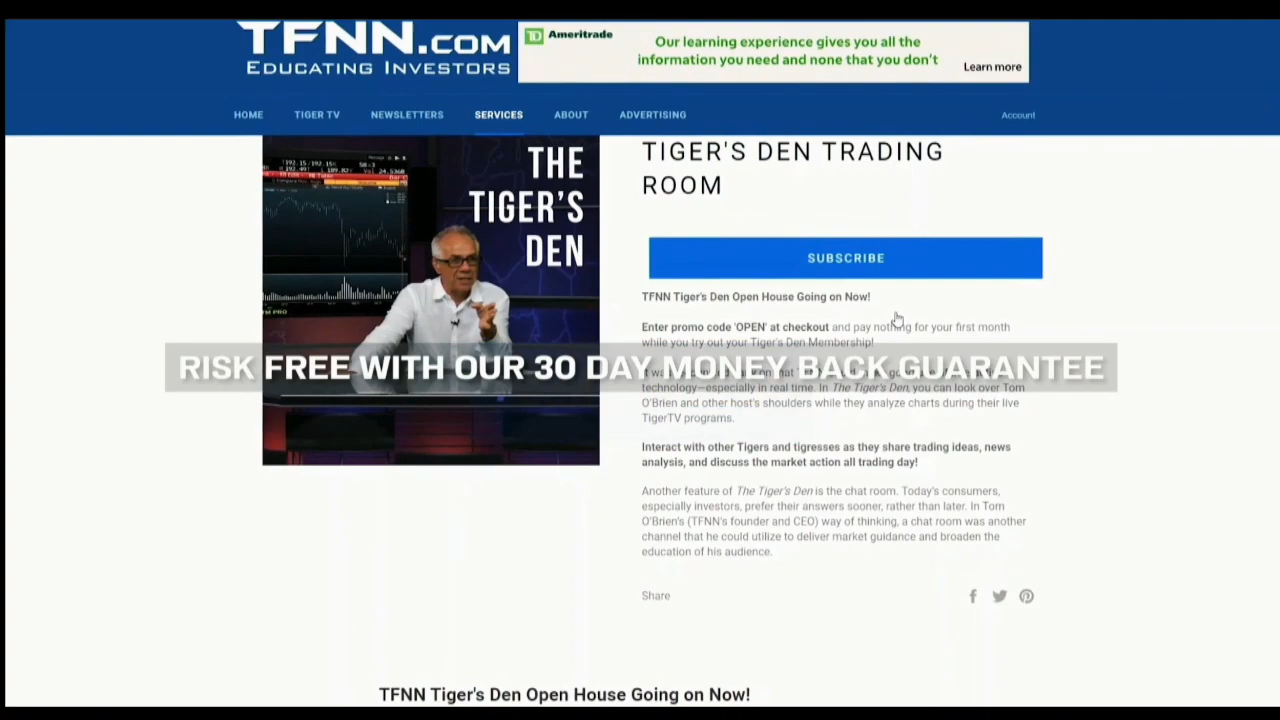 TFNN.COM
EDUCATING INVESTORS
Ameritrade
Our learning experience gives you all the
information you need and none that you don't
Learn more
HOME
TIGER TV
NEWSLETTERS
SERVICES
ABOUT
ADVERTISING
Account
THE
TIGER'S
DEN
TIGER'S DEN TRADING
ROOM
SUBSCRIBE
TFNN Tiger's Den Open House Going on Now!
Enter promo code 'OPEN' at checkout and pay nothing for your first month
while you try out your Tiger's Den Membership!
RISK FREE WITH OUR 30 DAY MONEY BACK GUARANTEE
technology—especially in real time. In The Tiger's Den, you can look over Tom
O'Brien and other host's shoulders while they analyze charts during their live
TigerTV programs.
Interact with other Tigers and tigresses as they share trading ideas, news
analysis, and discuss the market action all trading day!
Another feature of The Tiger's Den is the chat room. Today's consumers,
especially investors, prefer their answers sooner, rather than later. In Tom
O'Brien's (TFNN's founder and CEO) way of thinking, a chat room was another
channel that he could utilize to deliver market guidance and broaden the
education of his audience.
Share
TFNN Tiger's Den Open House Going on Now!